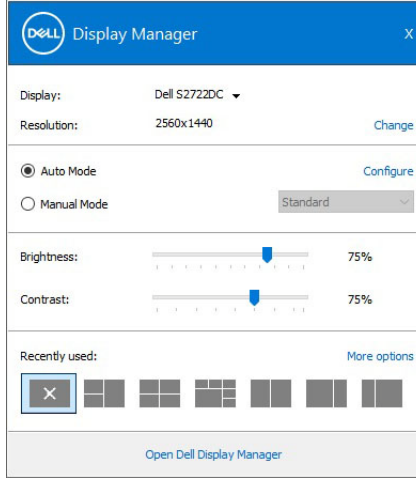 DELL Display Manager X
Display: Dell S2722DC
Resolution: 2560x1440 Change
Auto Mode Configure
Manual Mode Standard
Brightness: 75%
Contrast: 75%
Recently used: More options
Open Dell Display Manager